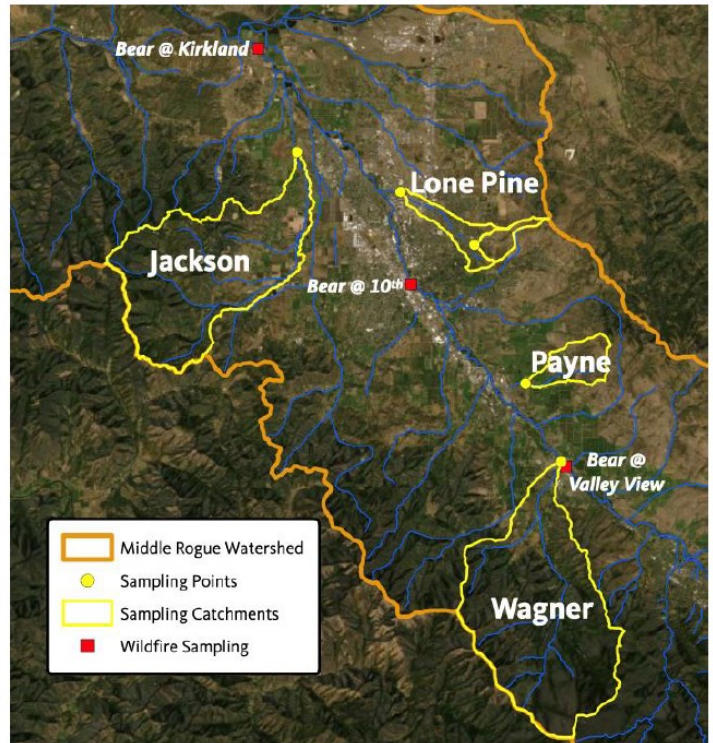 Bear @ Kirkland
Lone Pine
Jackson
Bear @ 10th
Payne
Bear @
Valley View
Middle Rogue Watershed
Sampling Points
Sampling Catchments
Wildfire Sampling
Wagner